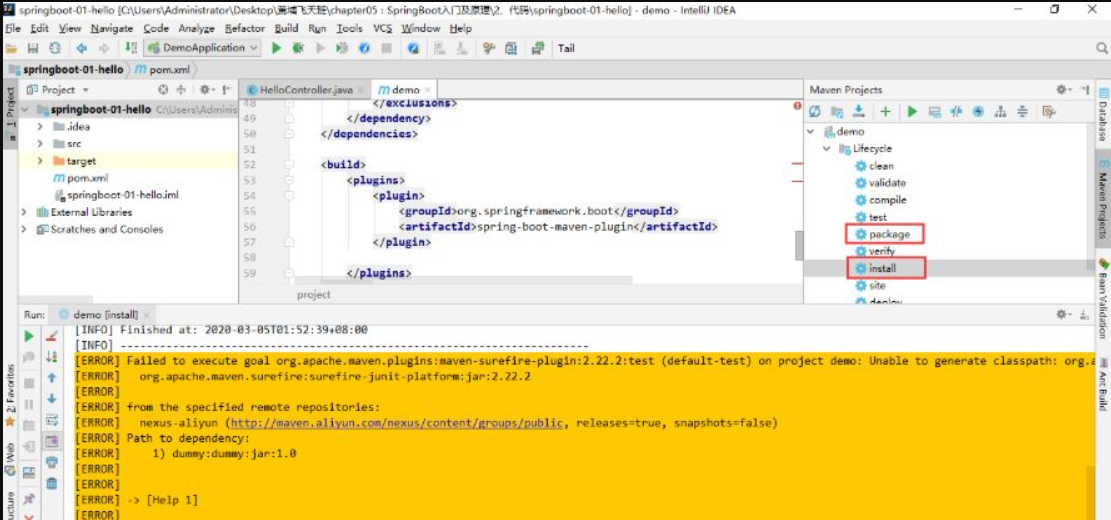 springboot-01-hello [C:\Users\Administrator\Desktop\黄埔飞天班\chapter05：SpringBoot入门及原理\2、代码\springboot-01-hello] - demo - IntelliJ IDEA
File Edit View Navigate Code Analyze Refactor Build Run Tools VCS Window Help
DemoApplication Tail
springboot-01-hello pom.xml
Project
springboot-01-hello C:\Users\Adminis
.idea
src
target
pom.xml
springboot-01-hello.iml
External Libraries
Scratches and Consoles
HelloController.java demo
48 </exclusions>
49 </dependency>
50 </dependencies>
51
52 <build>
53 <plugins>
54 <plugin>
55 <groupId>org.springframework.boot</groupId>
56 <artifactId>spring-boot-maven-plugin</artifactId>
57 </plugin>
58
59 </plugins>
project
Maven Projects
demo
Lifecycle
clean
validate
compile
test
package
verify
install
site
deploy
1: Project
2: Favorites
Web
Database
Maven Projects
Bean Validation
Ant Build
Run: demo [install]
[INFO] Finished at: 2020-03-05T01:52:39+08:00
[INFO] ------------------------------------------------------------------------
[ERROR] Failed to execute goal org.apache.maven.plugins:maven-surefire-plugin:2.22.2:test (default-test) on project demo: Unable to generate classpath: org.a
[ERROR] org.apache.maven.surefire:surefire-junit-platform:jar:2.22.2
[ERROR]
[ERROR] from the specified remote repositories:
[ERROR] nexus-aliyun (http://maven.aliyun.com/nexus/content/groups/public, releases=true, snapshots=false)
[ERROR] Path to dependency:
[ERROR] 1) dummy:dummy:jar:1.0
[ERROR]
[ERROR]
[ERROR] -> [Help 1]
[ERROR]